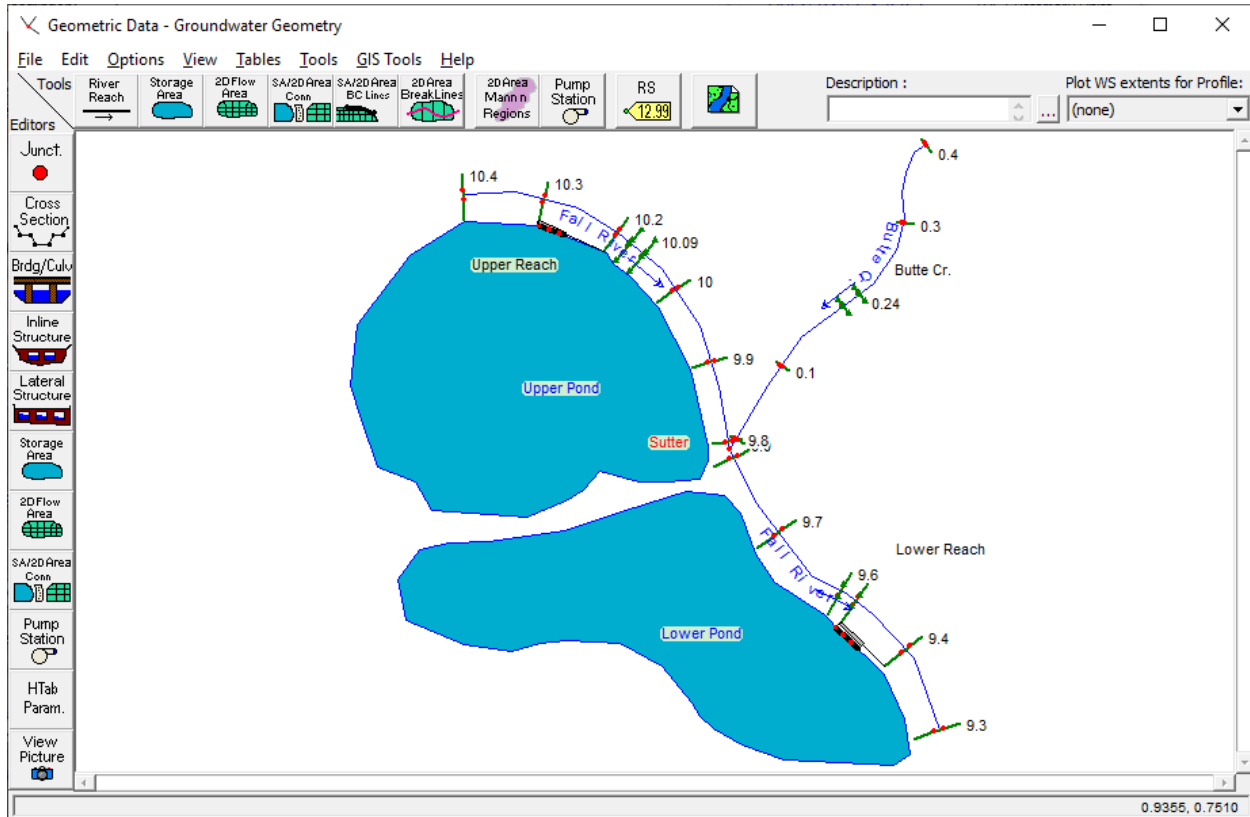 Geometric Data - Groundwater Geometry
File Edit Options View Tables Tools GIS Tools Help
Tools
Editors
River
Reach
Storage
Area
2D Flow
Area
SA/2D Area
Conn
SA/2D Area
BC Lines
2D Area
BreakLines
2D Area
Mann n
Regions
Pump
Station
RS
12.99
Description :
...
Plot WS extents for Profile:
(none)
Junct.
Cross
Section
Brdg/Culv
Inline
Structure
Lateral
Structure
Storage
Area
2D Flow
Area
SA/2D Area
Conn
Pump
Station
HTab
Param.
View
Picture
10.4
10.3
10.2
10.09
10
9.9
9.8
9.7
9.6
9.4
9.3
0.4
0.3
0.24
0.1
Fall River
Butte Cr.
Butte Cr.
Upper Reach
Upper Pond
Sutter
Lower Reach
Fall River
Lower Pond
0.9355, 0.7510